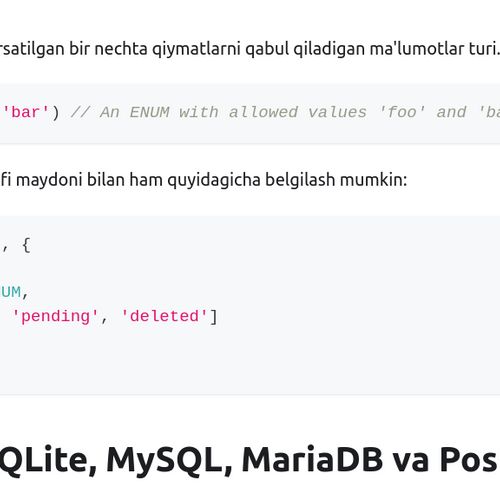 rsatilgan bir nechta qiymatlarni qabul qiladigan ma'lumotlar turi.
'bar') // An ENUM with allowed values 'foo' and 'ba
fi maydoni bilan ham quyidagicha belgilash mumkin:
, {
UM,
'pending', 'deleted']
QLite, MySQL, MariaDB va Pos